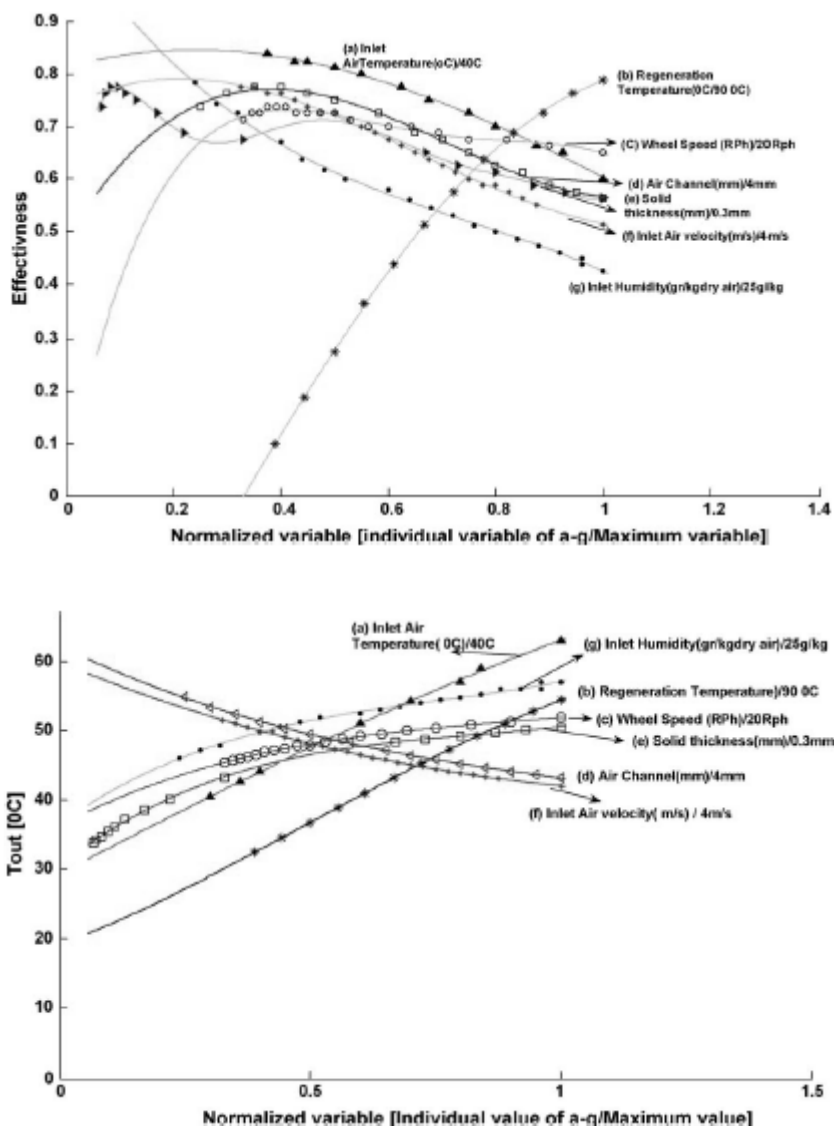 0.9
(a) Inlet
AirTemperature(oC)/40C
0.8
(b) Regeneration
Temperature(0C/90 0C)
0.7
(C) Wheel Speed (RPh)/20Rph
0.6
(d) Air Channel(mm)/4mm
(e) Solid
thickness(mm)/0.3mm
0.5
(f) Inlet Air velocity(m/s)/4m/s
0.4
(g) Inlet Humidity(gr/kgdry air)/25g/kg
0.3
0.2
0.1
0
Effectivness
0 0.2 0.4 0.6 0.8 1 1.2 1.4
Normalized variable [individual variable of a-g/Maximum variable]
(a) Inlet Air
Temperature( 0C)/40C
(g) Inlet Humidity(gr/kgdry air)/25g/kg
60
(b) Regeneration Temperature)/90 0C
50
(c) Wheel Speed (RPh)/20Rph
(e) Solid thickness(mm)/0.3mm
(d) Air Channel(mm)/4mm
40
(f) Inlet Air velocity( m/s) / 4m/s
30
20
10
0
Tout [0C]
0 0.5 1 1.5
Normalized variable [Individual value of a-g/Maximum value]